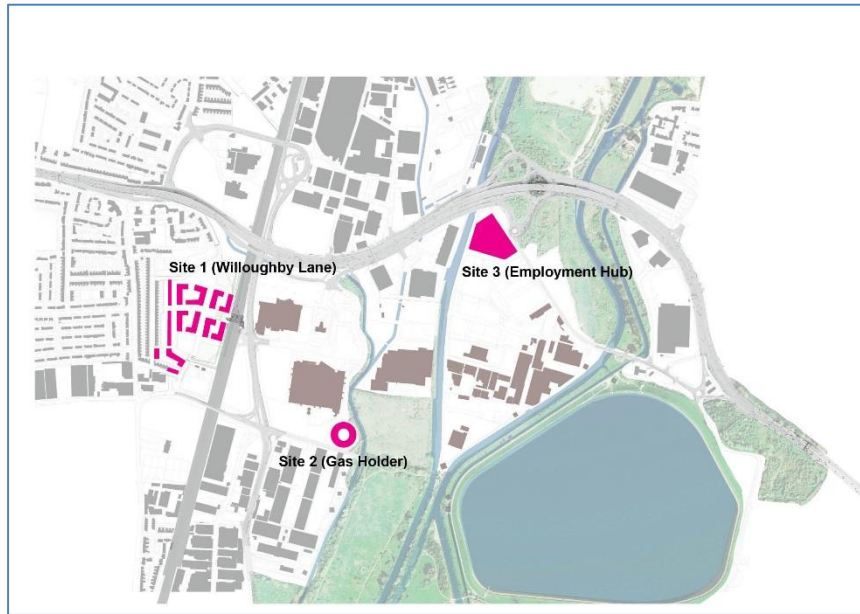 Site 1 (Willoughby Lane)
Site 3 (Employment Hub)
Site 2 (Gas Holder)